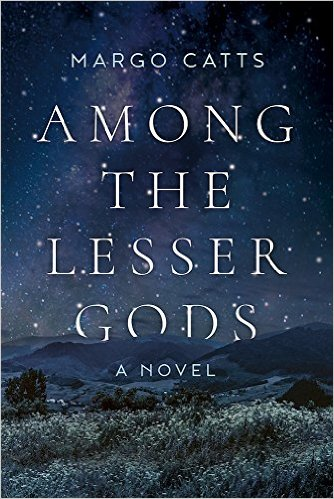 MARGO CATTS
AMONG
THE
LESSER
GODS
A NOVEL